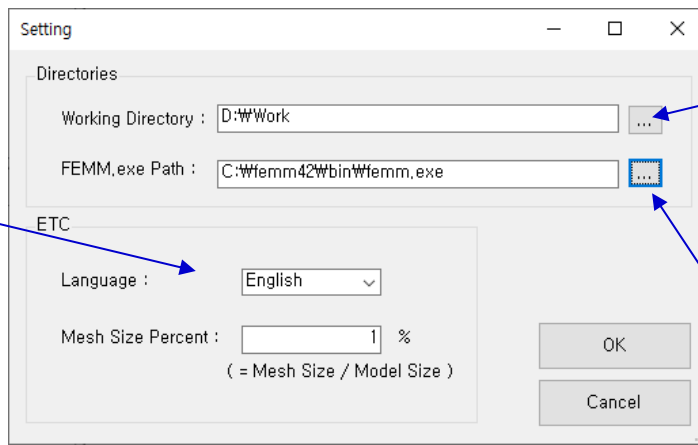 Setting
Directories
Working Directory : D:₩Work ...
FEMM,exe Path : C:₩femm42₩bin₩femm,exe ...
ETC
Language : English
Mesh Size Percent : 1 %
( = Mesh Size / Model Size )
OK
Cancel